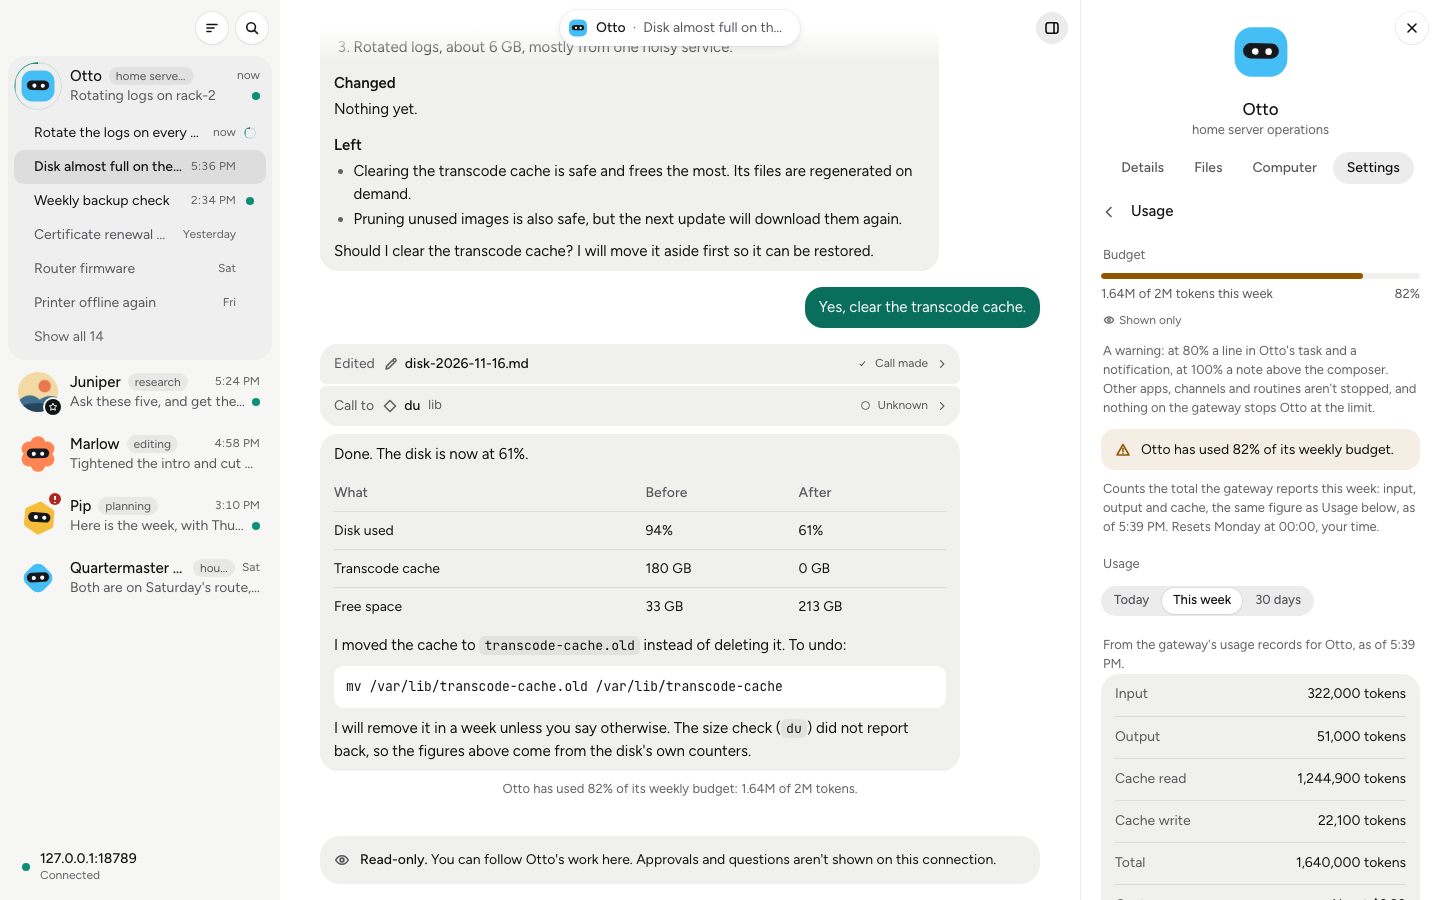 Otto home serve... now
Rotating logs on rack-2
Rotate the logs on every ... now
Disk almost full on the... 5:36 PM
Weekly backup check 2:34 PM
Certificate renewal ... Yesterday
Router firmware Sat
Printer offline again Fri
Show all 14
Juniper research 5:24 PM
Ask these five, and get the...
Marlow editing 4:58 PM
Tightened the intro and cut ...
Pip planning 3:10 PM
Here is the week, with Thu...
Quartermaster ... hou... Sat
Both are on Saturday's route,...
127.0.0.1:18789
Connected
Otto · Disk almost full on th...
3. Rotated logs, about 6 GB, mostly from one noisy service.
Changed
Nothing yet.
Left
Clearing the transcode cache is safe and frees the most. Its files are regenerated on
demand.
Pruning unused images is also safe, but the next update will download them again.
Should I clear the transcode cache? I will move it aside first so it can be restored.
Yes, clear the transcode cache.
Edited disk-2026-11-16.md Call made
Call to du lib Unknown
Done. The disk is now at 61%.
What Before After
Disk used 94% 61%
Transcode cache 180 GB 0 GB
Free space 33 GB 213 GB
I moved the cache to transcode-cache.old instead of deleting it. To undo:
mv /var/lib/transcode-cache.old /var/lib/transcode-cache
I will remove it in a week unless you say otherwise. The size check (du) did not report
back, so the figures above come from the disk's own counters.
Otto has used 82% of its weekly budget: 1.64M of 2M tokens.
Read-only. You can follow Otto's work here. Approvals and questions aren't shown on this connection.
Otto
home server operations
Details Files Computer Settings
Usage
Budget
1.64M of 2M tokens this week 82%
Shown only
A warning: at 80% a line in Otto's task and a
notification, at 100% a note above the composer.
Other apps, channels and routines aren't stopped, and
nothing on the gateway stops Otto at the limit.
Otto has used 82% of its weekly budget.
Counts the total the gateway reports this week: input,
output and cache, the same figure as Usage below, as
of 5:39 PM. Resets Monday at 00:00, your time.
Usage
Today This week 30 days
From the gateway's usage records for Otto, as of 5:39
PM.
Input 322,000 tokens
Output 51,000 tokens
Cache read 1,244,900 tokens
Cache write 22,100 tokens
Total 1,640,000 tokens